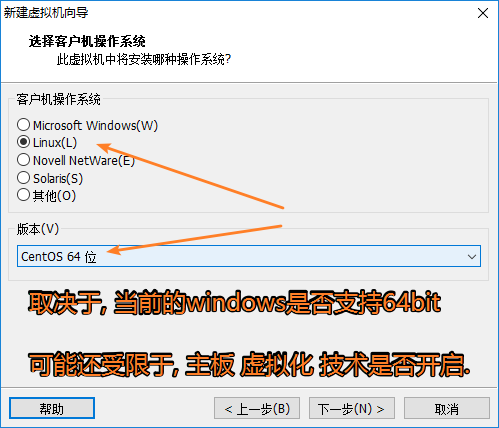 新建虚拟机向导
选择客户机操作系统
此虚拟机中将安装哪种操作系统?
客户机操作系统
Microsoft Windows(W)
Linux(L)
Novell NetWare(E)
Solaris(S)
其他(O)
版本(V)
CentOS 64 位
取决于, 当前的windows是否支持64bit
可能还受限于, 主板 虚拟化 技术是否开启.
帮助
< 上一步(B)
下一步(N) >
取消